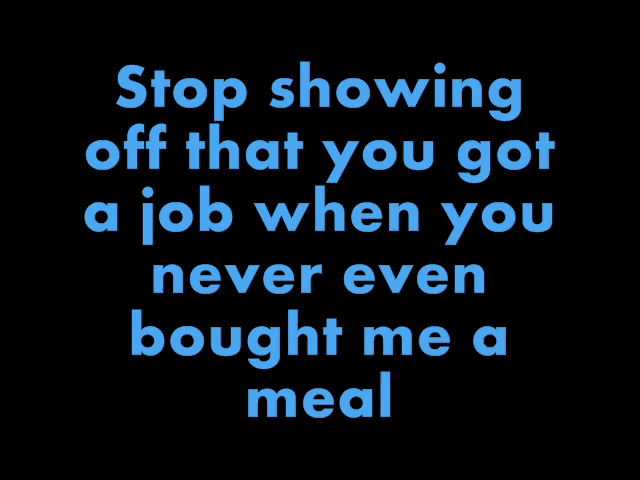 Stop showing
off that you got
a job when you
never even
bought me a
meal